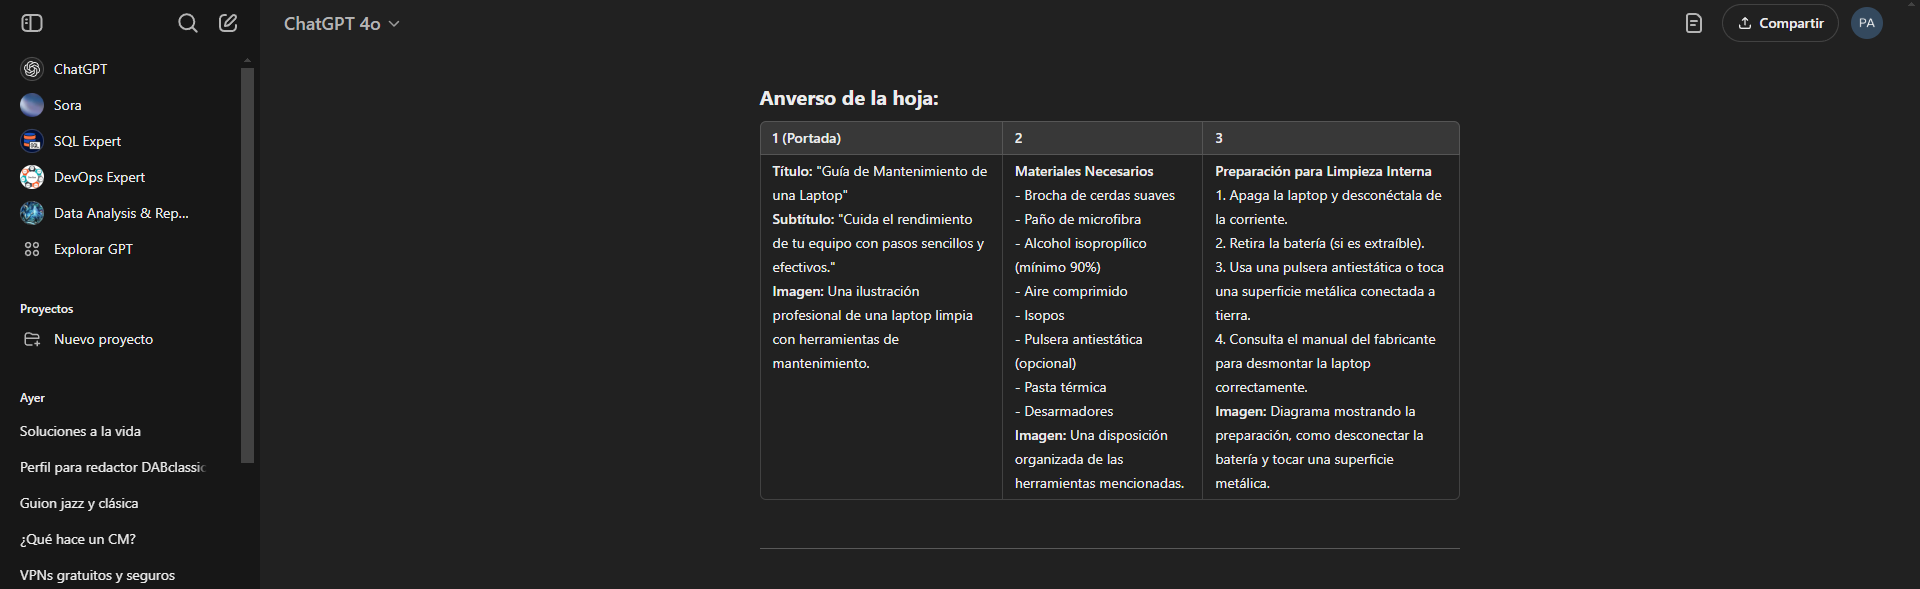 ChatGPT
Sora
SQL Expert
DevOps Expert
Data Analysis & Rep...
Explorar GPT
Proyectos
Nuevo proyecto
Ayer
Soluciones a la vida
Perfil para redactor DABclassic
Guion jazz y clásica
¿Qué hace un CM?
VPNs gratuitos y seguros
ChatGPT 4o
Compartir
PA
Anverso de la hoja:
1 (Portada)
Título: "Guía de Mantenimiento de
una Laptop"
Subtítulo: "Cuida el rendimiento
de tu equipo con pasos sencillos y
efectivos."
Imagen: Una ilustración
profesional de una laptop limpia
con herramientas de
mantenimiento.
2
Materiales Necesarios
- Brocha de cerdas suaves
- Paño de microfibra
- Alcohol isopropílico
(mínimo 90%)
- Aire comprimido
- Isopos
- Pulsera antiestática
(opcional)
- Pasta térmica
- Desarmadores
Imagen: Una disposición
organizada de las
herramientas mencionadas.
3
Preparación para Limpieza Interna
1. Apaga la laptop y desconéctala de
la corriente.
2. Retira la batería (si es extraíble).
3. Usa una pulsera antiestática o toca
una superficie metálica conectada a
tierra.
4. Consulta el manual del fabricante
para desmontar la laptop
correctamente.
Imagen: Diagrama mostrando la
preparación, como desconectar la
batería y tocar una superficie
metálica.